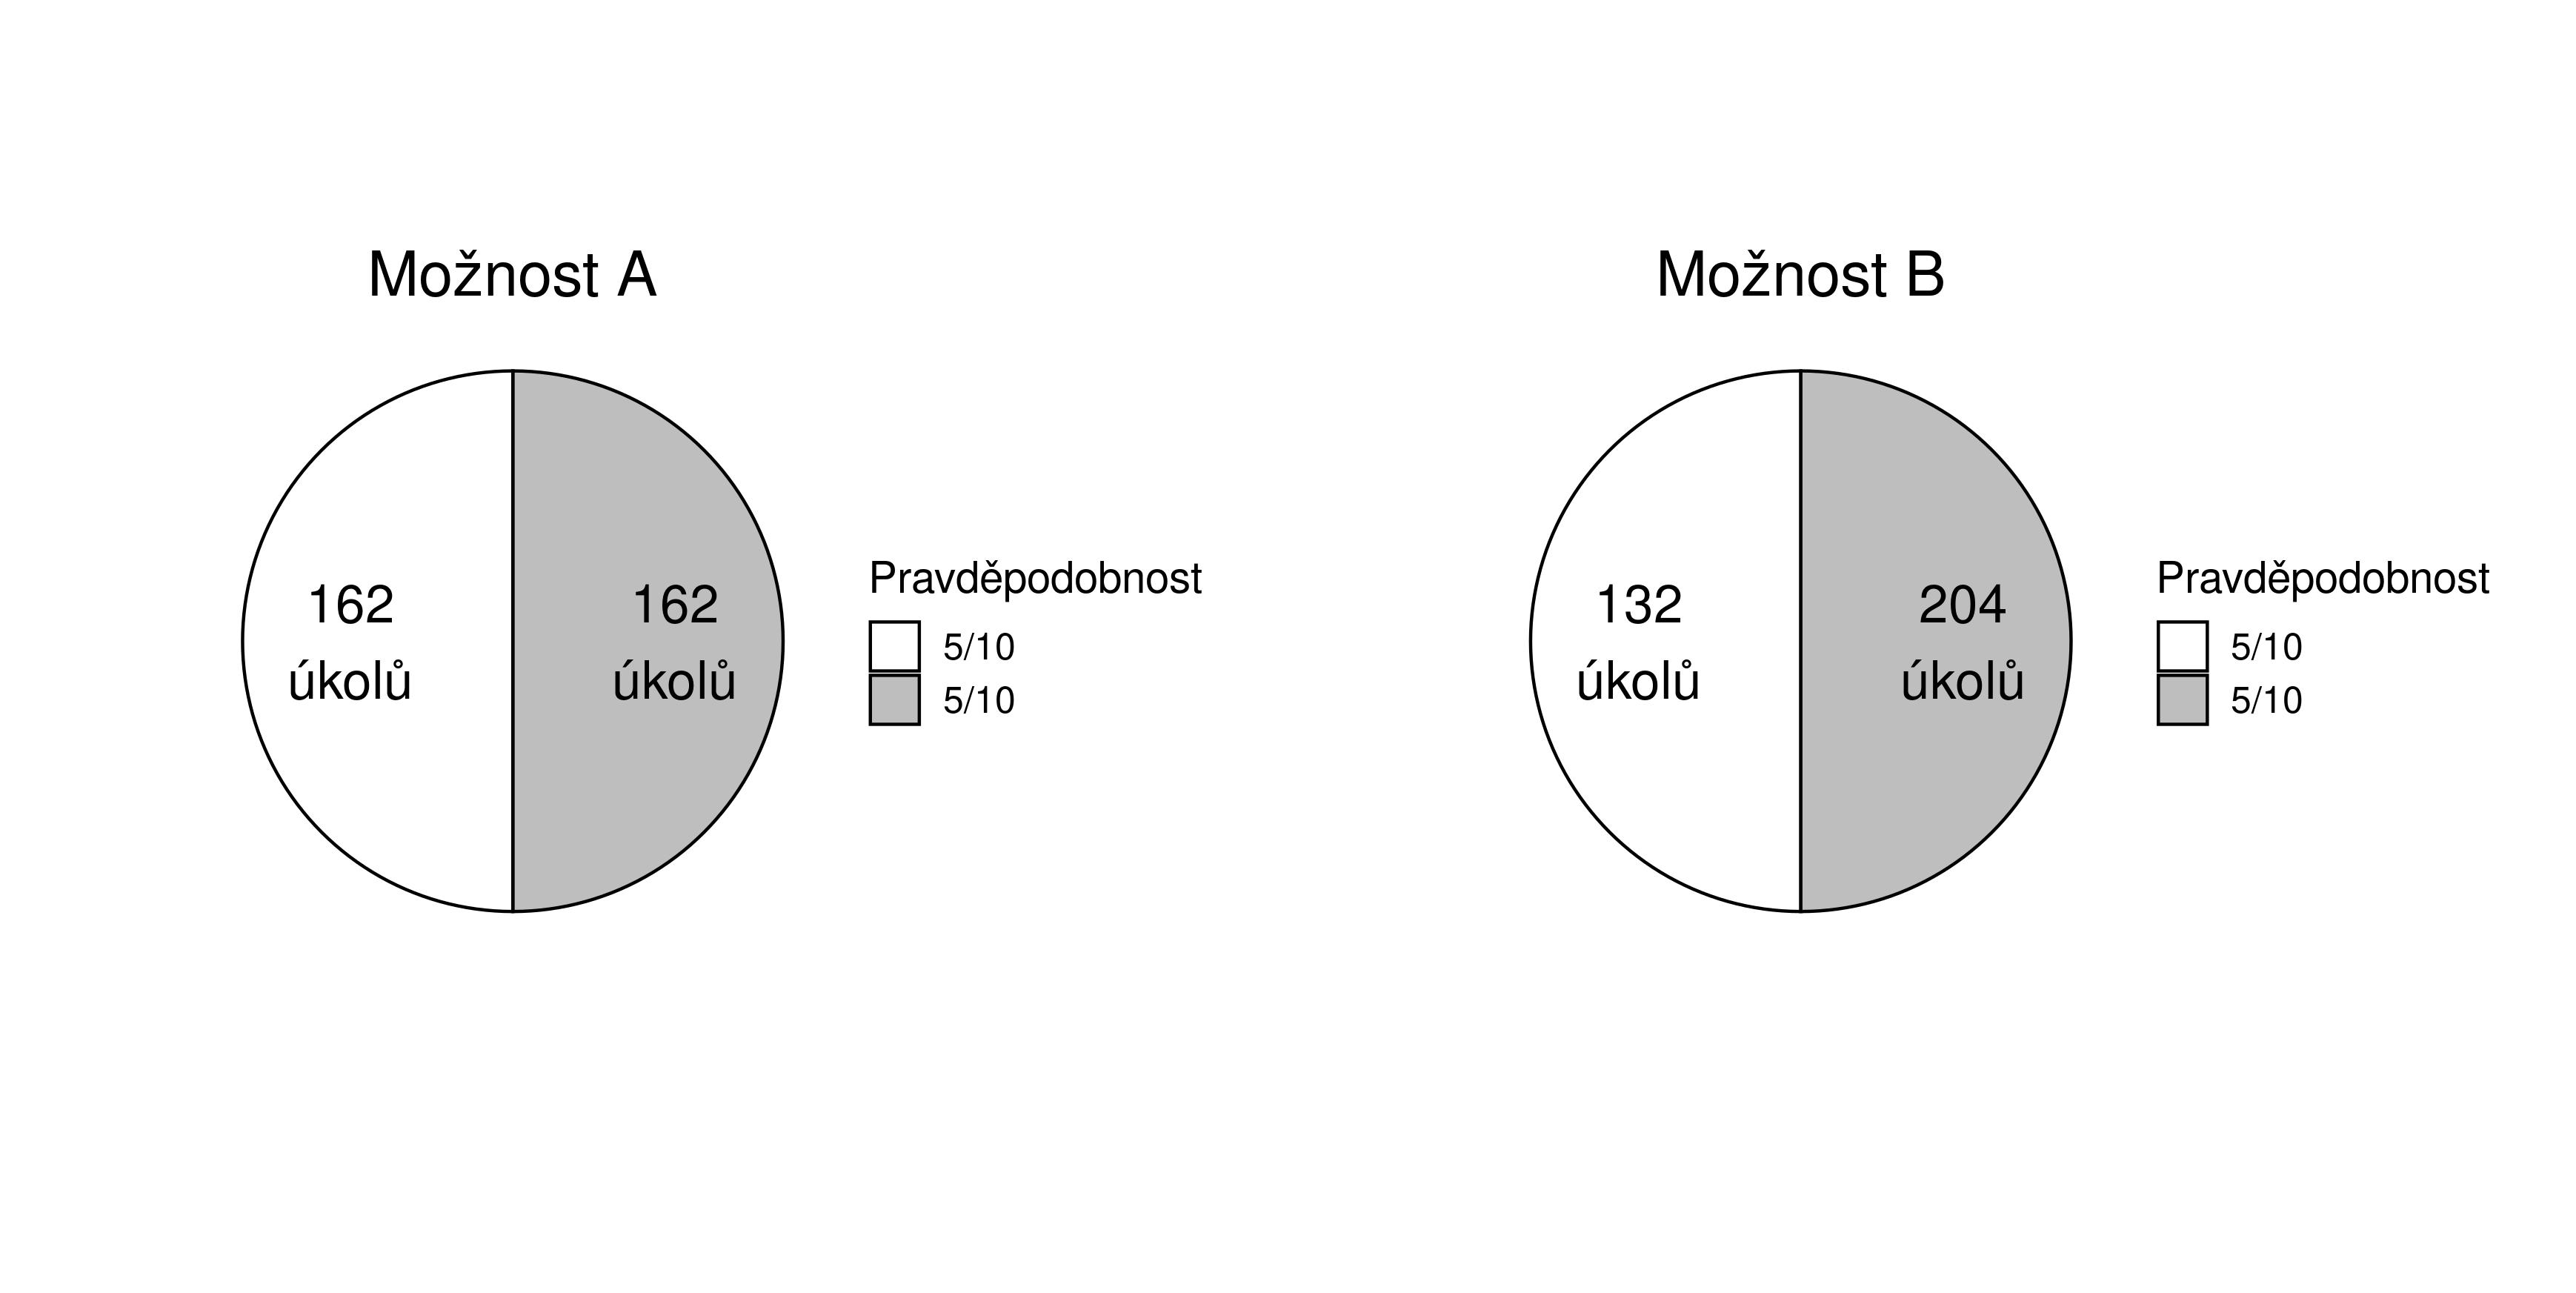 Možnost A
162
úkolů
162
úkolů
Pravděpodobnost
5/10
5/10
Možnost B
132
úkolů
204
úkolů
Pravděpodobnost
5/10
5/10